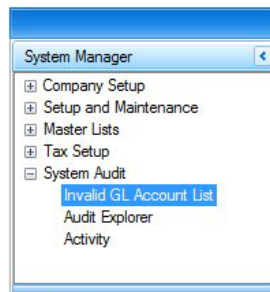 System Manager
Company Setup
Setup and Maintenance
Master Lists
Tax Setup
System Audit
Invalid GL Account List
Audit Explorer
Activity